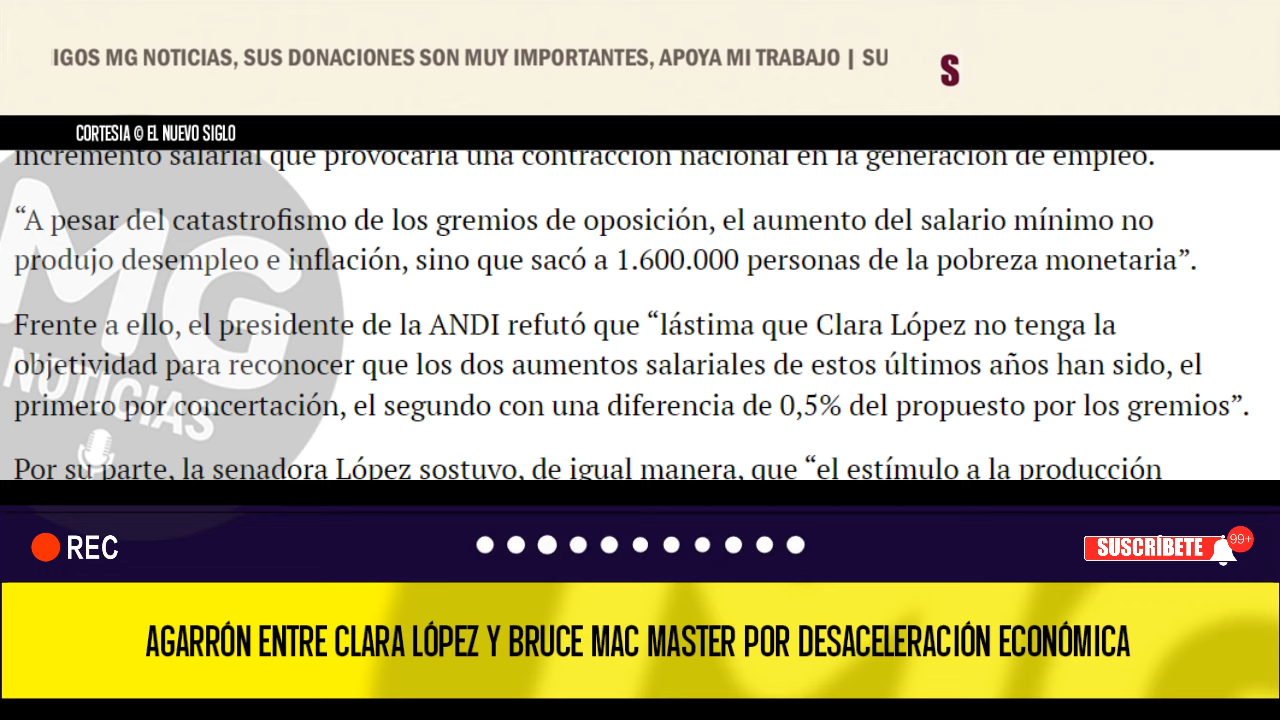 IGOS MG NOTICIAS, SUS DONACIONES SON MUY IMPORTANTES, APOYA MI TRABAJO | SU
S
CORTESIA © EL NUEVO SIGLO
incremento salarial que provocaría una contracción nacional en la generación de empleo.
“A pesar del catastrofismo de los gremios de oposición, el aumento del salario mínimo no
produjo desempleo e inflación, sino que sacó a 1.600.000 personas de la pobreza monetaria”.
Frente a ello, el presidente de la ANDI refutó que “lástima que Clara López no tenga la
objetividad para reconocer que los dos aumentos salariales de estos últimos años han sido, el
primero por concertación, el segundo con una diferencia de 0,5% del propuesto por los gremios”.
Por su parte, la senadora López sostuvo, de igual manera, que “el estímulo a la producción
MG
NOTICIAS
REC
SUSCRÍBETE
99+
AGARRÓN ENTRE CLARA LÓPEZ Y BRUCE MAC MASTER POR DESACELERACIÓN ECONÓMICA